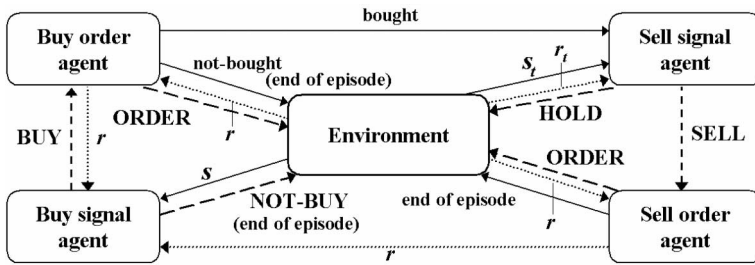 bought
Buy order
agent
Sell signal
agent
not-bought
(end of episode)
s_t
r_t
r
ORDER
r
BUY
HOLD
SELL
Environment
ORDER
s
NOT-BUY
(end of episode)
end of episode
r
Buy signal
agent
Sell order
agent
r